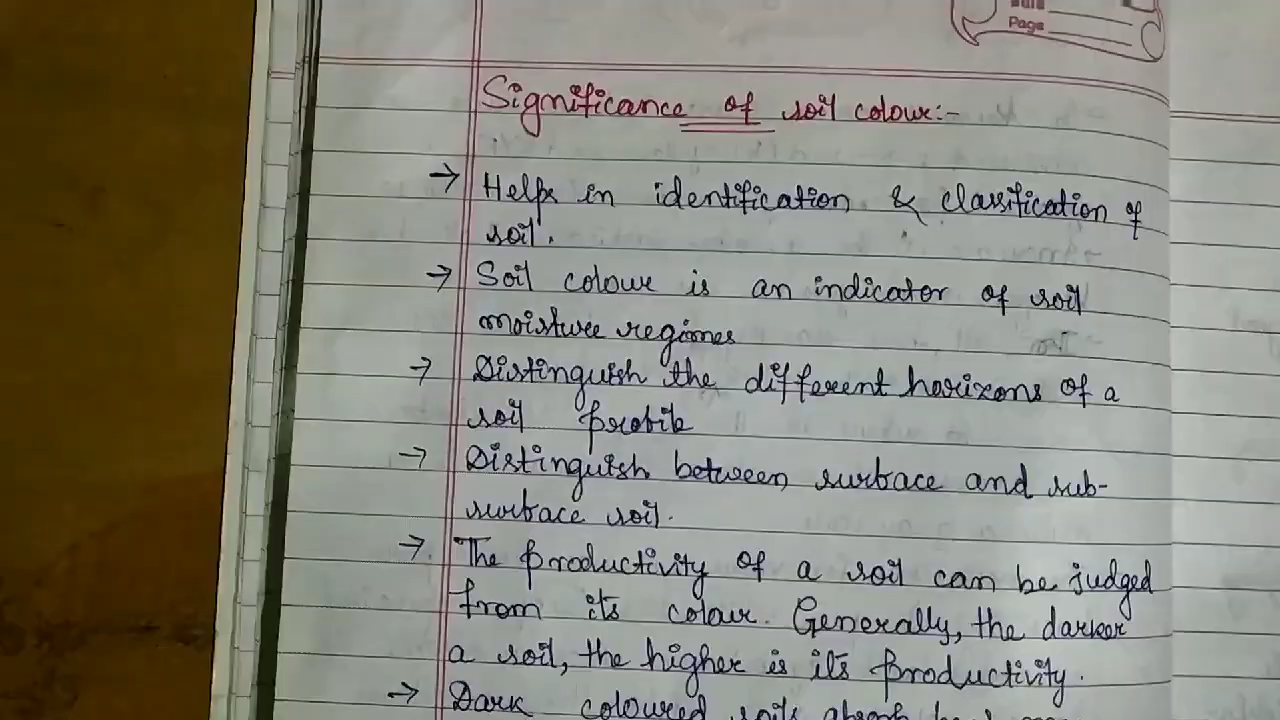 Page
Significance of soil colour:-
→ Helps in identification & classification of
soil.
→ Soil colour is an indicator of soil
moisture regimes
→ Distinguish the different horizons of a
soil profile
→ Distinguish between surface and sub-
surface soil.
→ The productivity of a soil can be judged
from its colour. Generally, the darker
a soil, the higher is its productivity.
→ Dark coloured soils absorb